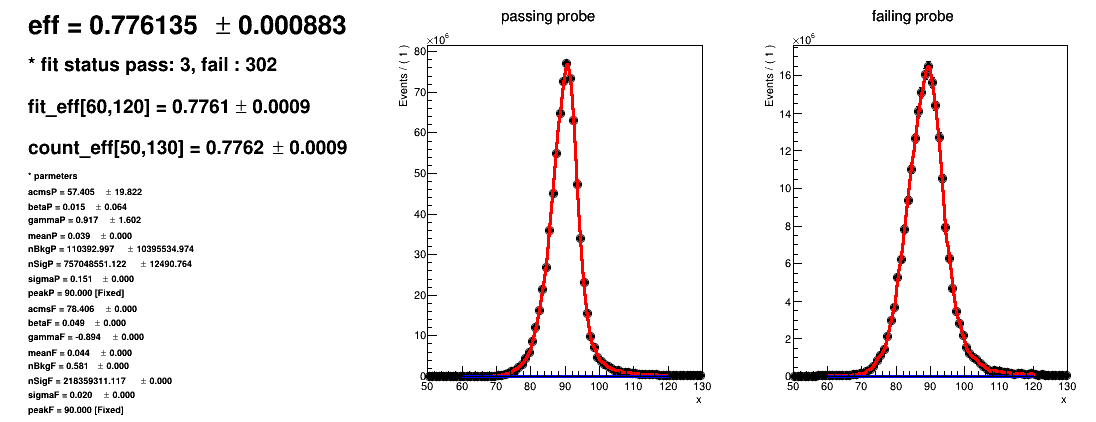 eff = 0.776135 ± 0.000883
* fit status pass: 3, fail : 302
fit_eff[60,120] = 0.7761 ± 0.0009
count_eff[50,130] = 0.7762 ± 0.0009
* parmeters
acmsP = 57.405 ± 19.822
betaP = 0.015 ± 0.064
gammaP = 0.917 ± 1.602
meanP = 0.039 ± 0.000
nBkgP = 110392.997 ± 10395534.974
nSigP = 757048551.122 ± 12490.764
sigmaP = 0.151 ± 0.000
peakP = 90.000 [Fixed]
acmsF = 78.406 ± 0.000
betaF = 0.049 ± 0.000
gammaF = -0.894 ± 0.000
meanF = 0.044 ± 0.000
nBkgF = 0.581 ± 0.000
nSigF = 218359311.117 ± 0.000
sigmaF = 0.020 ± 0.000
peakF = 90.000 [Fixed]
passing probe
×10⁶
Events / ( 1 )
80
70
60
50
40
30
20
10
0
50 60 70 80 90 100 110 120 130
x
failing probe
×10⁶
Events / ( 1 )
16
14
12
10
8
6
4
2
0
50 60 70 80 90 100 110 120 130
x